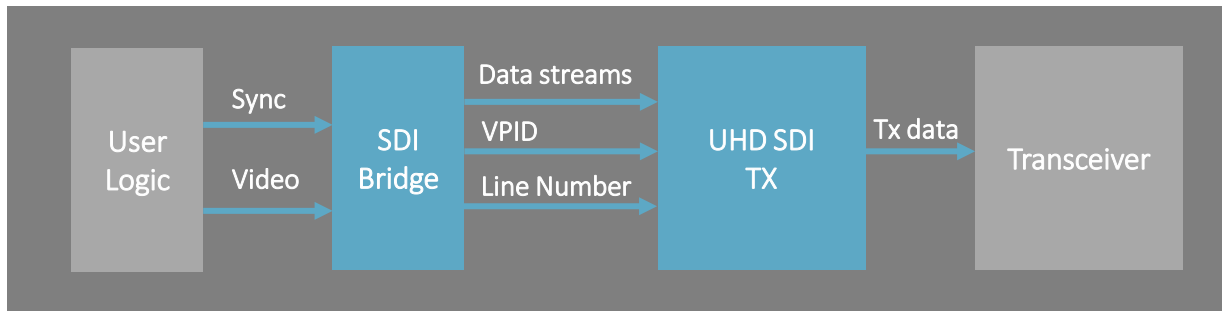 User
Logic
Sync
Video
SDI
Bridge
Data streams
VPID
Line Number
UHD SDI
TX
Tx data
Transceiver